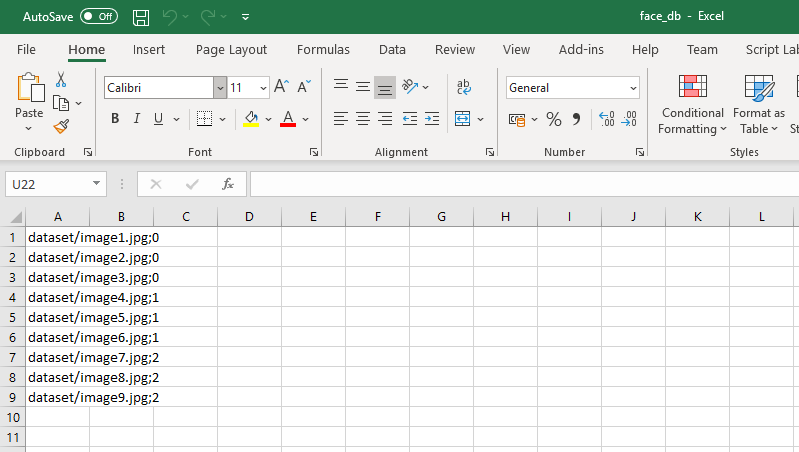 AutoSave Off face_db - Excel
File Home Insert Page Layout Formulas Data Review View Add-ins Help Team Script La
Calibri 11 A A ab General
Paste B I U A % Conditional Formatting Format as Table St
Clipboard Font Alignment Number Styles
U22 fx
A B C D E F G H I J K L
1 dataset/image1.jpg;0
2 dataset/image2.jpg;0
3 dataset/image3.jpg;0
4 dataset/image4.jpg;1
5 dataset/image5.jpg;1
6 dataset/image6.jpg;1
7 dataset/image7.jpg;2
8 dataset/image8.jpg;2
9 dataset/image9.jpg;2
10
11